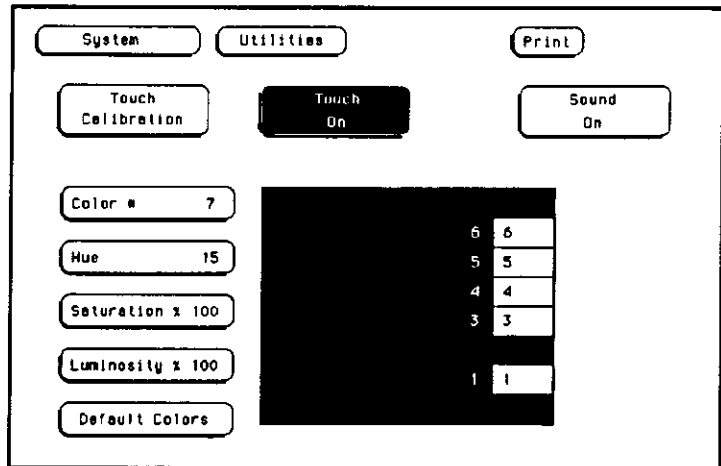 System Utilities Print
Touch Calibration
Touch On
Sound On
Color # 7
Hue 15
Saturation % 100
Luminosity % 100
Default Colors
6 6
5 5
4 4
3 3
1 1